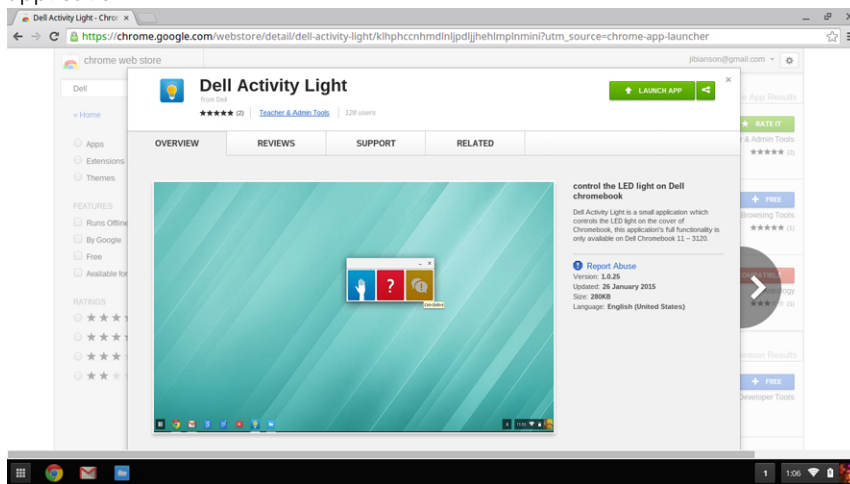 Dell Activity Light - Chro
https://chrome.google.com/webstore/detail/dell-activity-light/klhphccnhmdlnljpdljjhehlmplnmini?utm_source=chrome-app-launcher
chrome web store
jibianson@gmail.com
Dell
Dell Activity Light
from Dell
LAUNCH APP
(2) Teacher & Admin Tools 128 users
« Home
RATE IT
& Admin Tools
(2)
OVERVIEW REVIEWS SUPPORT RELATED
Apps
Extensions
Themes
FEATURES
Runs Offline
By Google
Free
Available for
RATINGS
control the LED light on Dell
chromebook
Dell Activity Light is a small application which
controls the LED light on the cover of
Chromebook, this application's full functionality is
only available on Dell Chromebook 11 – 3120.
Report Abuse
Version: 1.0.25
Updated: 26 January 2015
Size: 280KB
Language: English (United States)
App Results
FREE
Browsing Tools
(1)
(1)
Results
FREE
Developer Tools
1 1:06